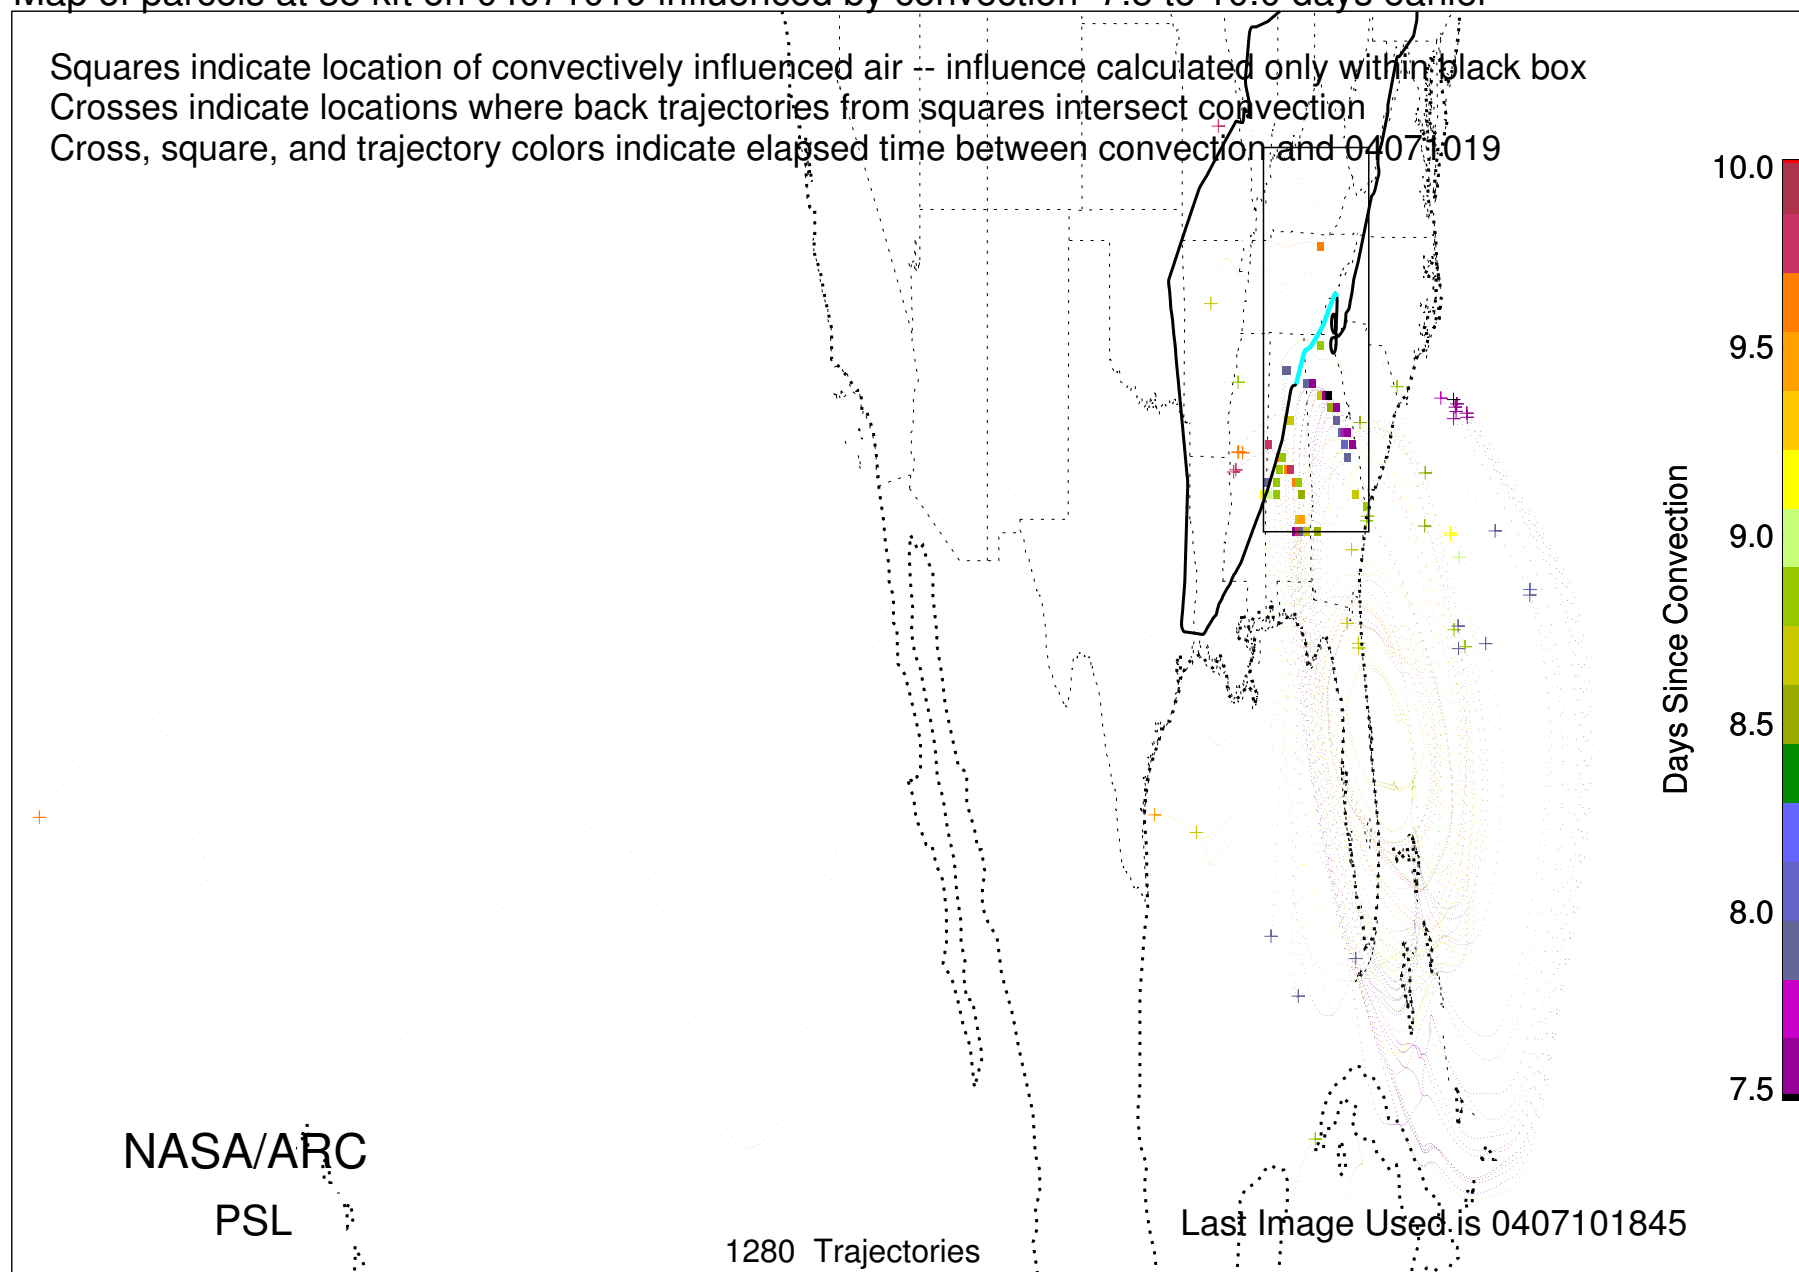 Squares indicate location of convectively influced air -- influence calculated only within black box
Crosses indicate locations where back trajectories from squares intersect convection
Cross, square, and trajectory colors indicate elapsed time between convection and 04071019
10.0
9.5
9.0
8.5
8.0
7.5
Days Since Convection
NASA/ARC
PSL
1280 Trajectories
Last Image Used is 0407101845